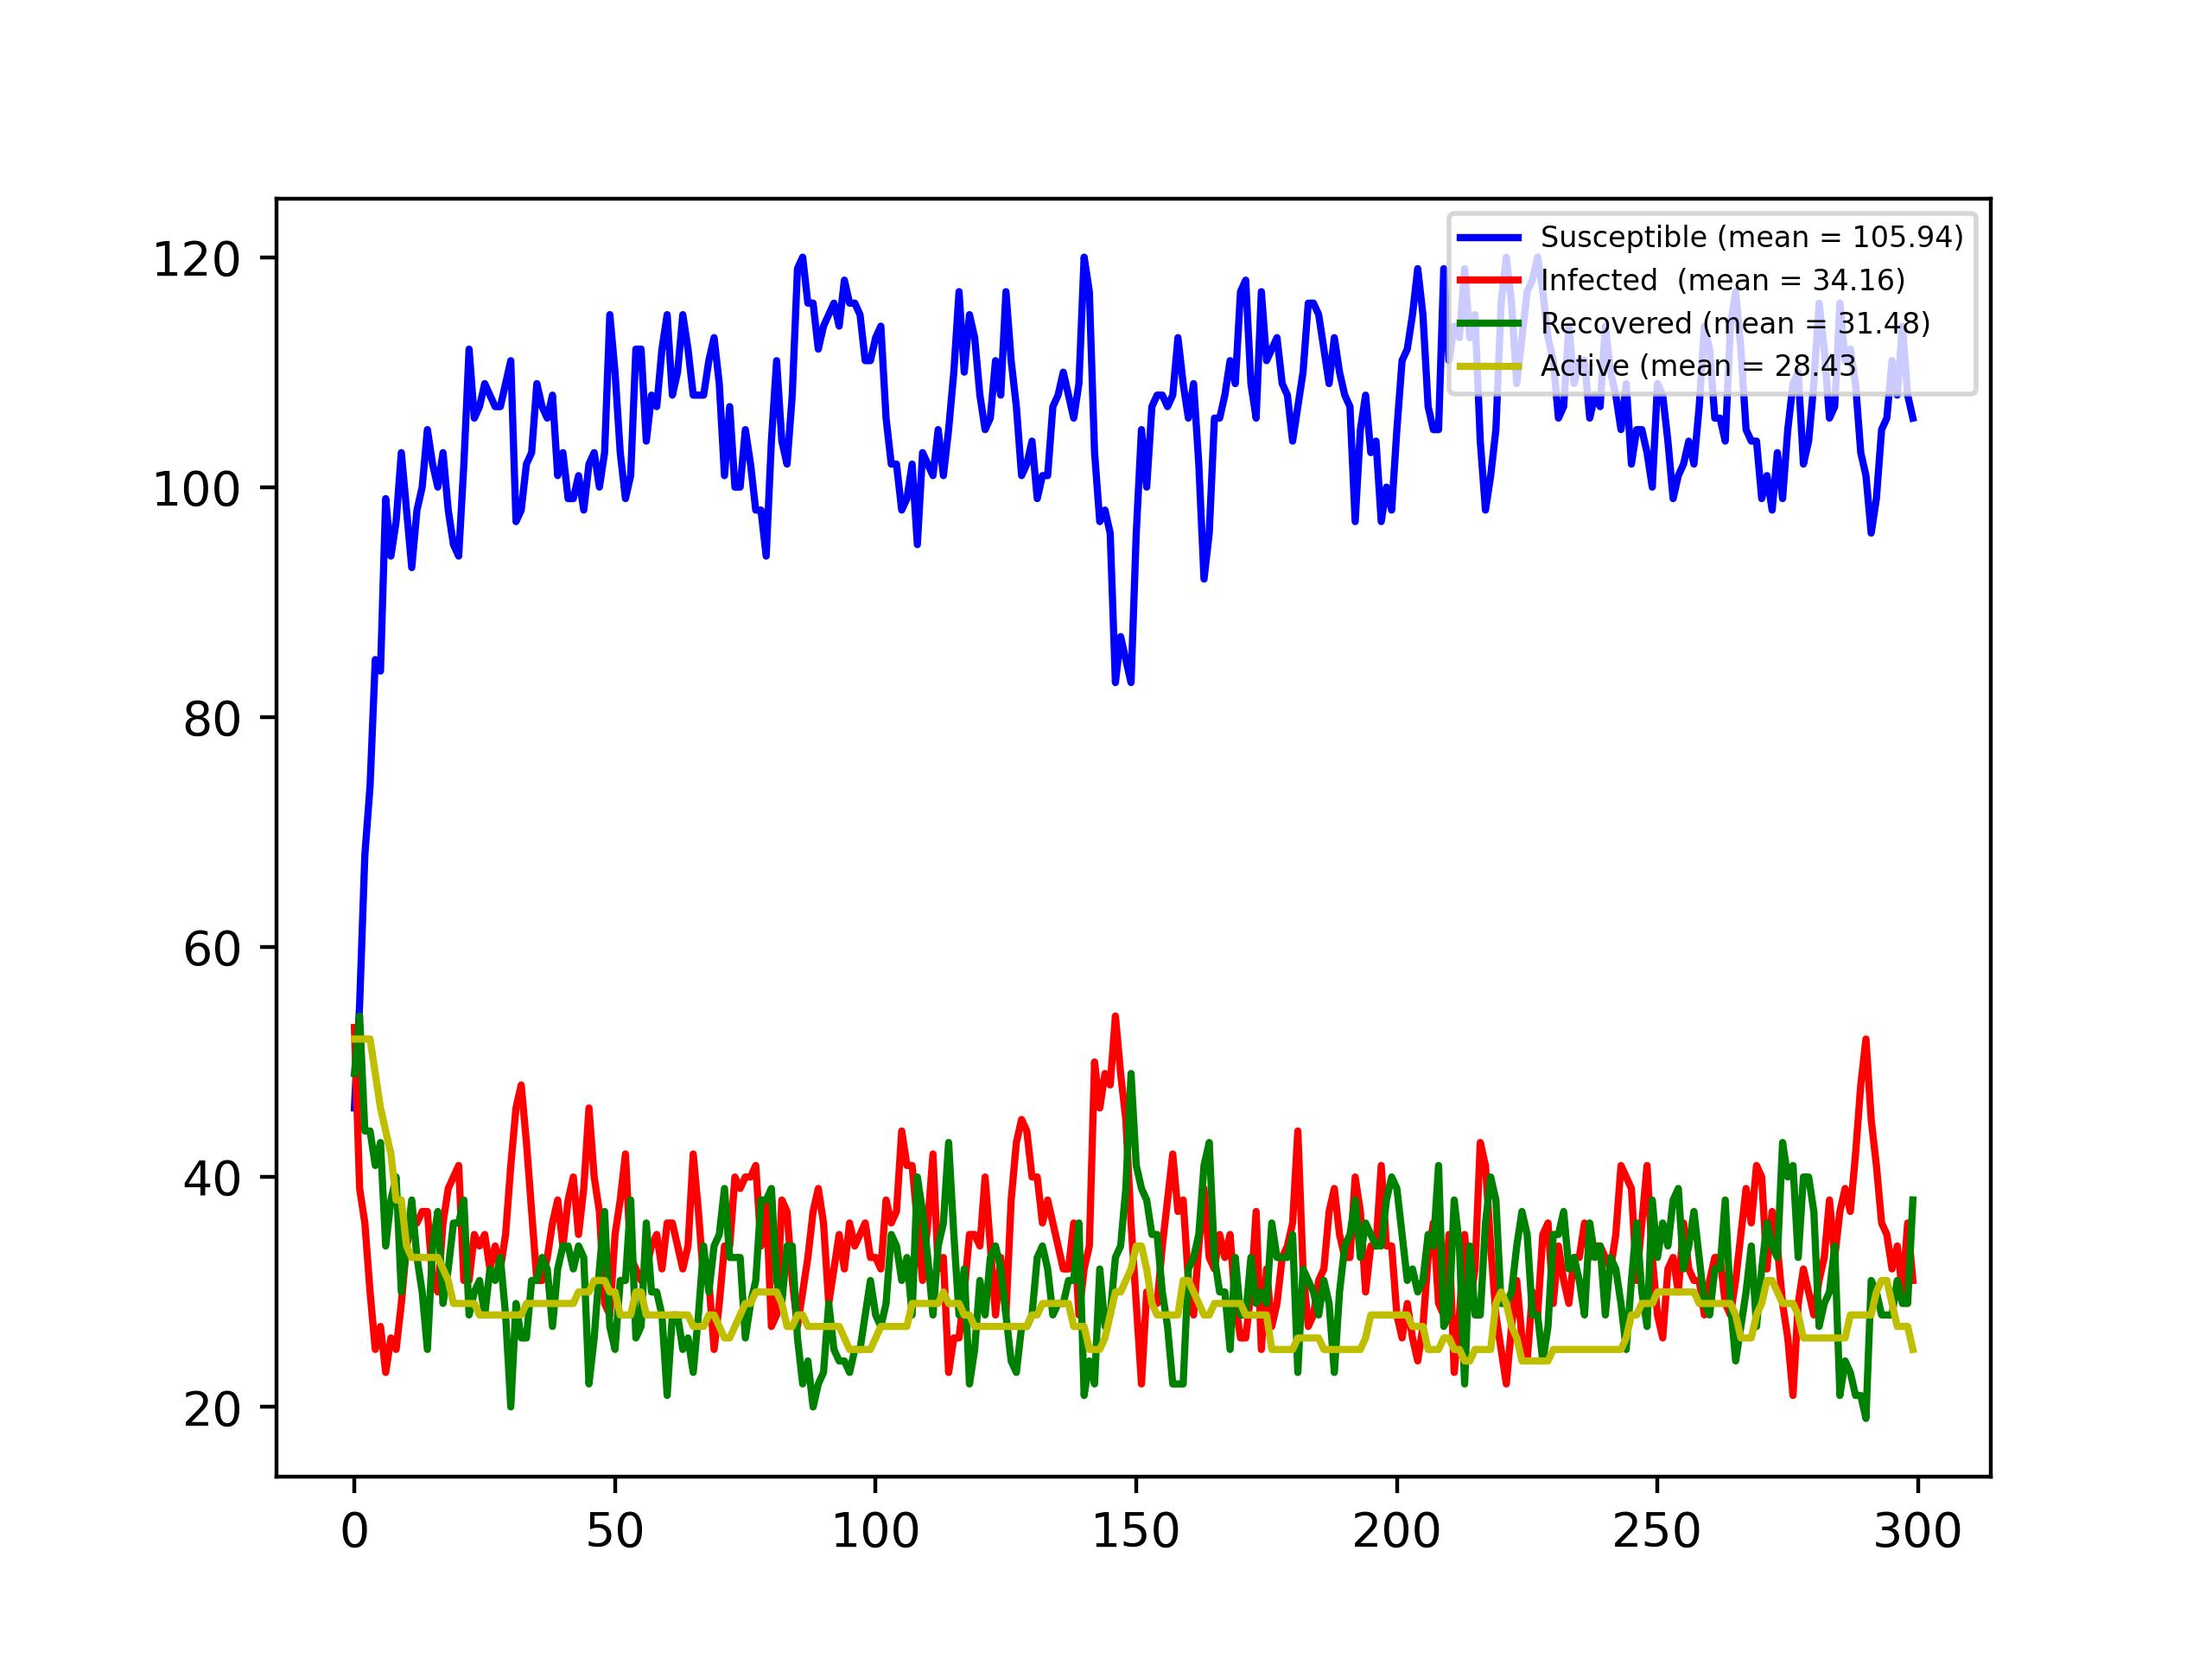 120
100
80
60
40
20
0 50 100 150 200 250 300
Susceptible (mean = 105.94)
Infected  (mean = 34.16)
Recovered (mean = 31.48)
Active (mean = 28.43